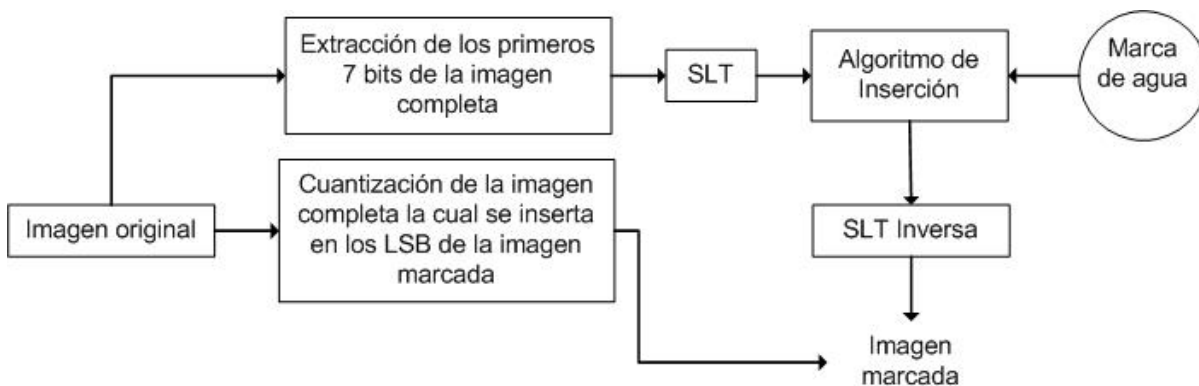 Extracción de los primeros
7 bits de la imagen
completa
SLT
Algoritmo de
Inserción
Marca
de agua
Imagen original
Cuantización de la imagen
completa la cual se inserta
en los LSB de la imagen
marcada
SLT Inversa
Imagen
marcada